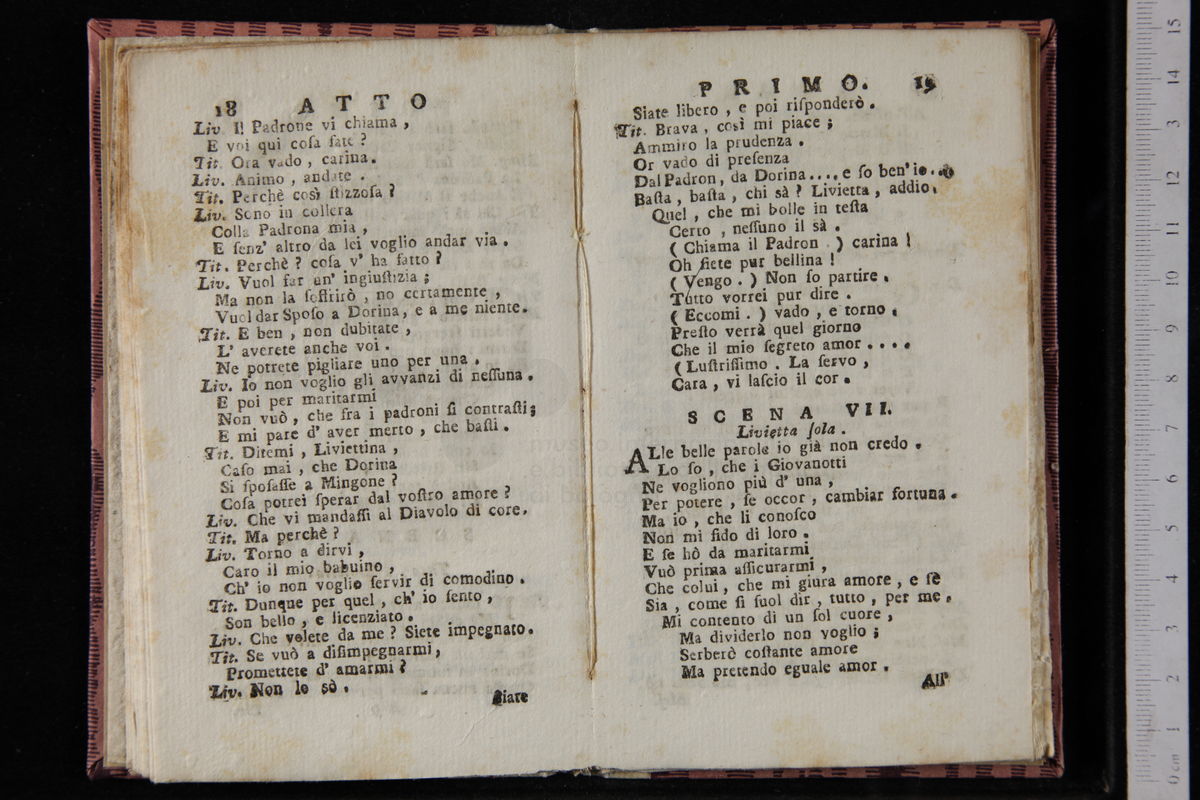 18 ATTO
Liv. Il Padrone vi chiama ,
E voi qui coſa fate ?
Tit. Ora vado , carina.
Liv. Animo , andate .
Tit. Perchè così ſtizzoſa ?
Liv. Sono in collera
Colla Padrona mia ,
E ſenz' altro da lei voglio andar via .
Tit. Perchè ? coſa v' ha fatto ?
Liv. Vuol far un' ingiuſtizia ;
Ma non la ſoffrirò , no certamente ,
Vuol dar Spoſo a Dorina, e a me niente.
Tit. E ben , non dubitate ,
L' averete anche voi .
Ne potrete pigliare uno per una .
Liv. Io non voglio gli avvanzi di neſſuna .
E poi per maritarmi
Non vuò , che fra i padroni ſi contraſti;
E mi pare d' aver merto , che baſti .
Tit. Ditemi , Liviettina ,
Caſo mai , che Dorina
Si ſpoſaſſe a Mingone ?
Coſa potrei ſperar dal voſtro amore ?
Liv. Che vi mandaſſi al Diavolo di core.
Tit. Ma perchè ?
Liv. Torno a dirvi ,
Caro il mio babuino ,
Ch' io non voglio ſervir di comodino .
Tit. Dunque per quel , ch' io ſento ,
Son bello , e licenziato .
Liv. Che volete da me ? Siete impegnato.
Tit. Se vuò a diſimpegnarmi,
Promettete d' amarmi ?
Liv. Non lo sò .
Siate
PRIMO. 19
Siate libero , e poi riſponderò .
Tit. Brava , così mi piace ;
Ammiro la prudenza .
Or vado di preſenza
Dal Padron, da Dorina .... e ſo ben' io...
Baſta , baſta , chi sà ? Livietta , addio.
Quel , che mi bolle in teſta
Certo , neſſuno il sà .
( Chiama il Padron . ) carina !
Oh ſiete pur bellina !
( Vengo . ) Non ſo partire .
Tutto vorrei pur dire .
( Eccomi . ) vado , e torno .
Preſto verrà quel giorno
Che il mio ſegreto amor ....
( Luſtriſſimo . La ſervo ,
Cara , vi laſcio il cor .
SCENA VII.
Livietta ſola .
ALle belle parole io già non credo .
Lo ſo , che i Giovanotti
Ne vogliono più d' una ,
Per potere , ſe occor , cambiar fortuna .
Ma io , che li conoſco
Non mi fido di loro .
E ſe hò da maritarmi
Vuò prima aſſicurarmi ,
Che colui , che mi giura amore , e fè
Sia , come ſi ſuol dir , tutto , per me .
Mi contento di un ſol cuore ,
Ma dividerlo non voglio ;
Serberò coſtante amore
Ma pretendo eguale amor .
All'